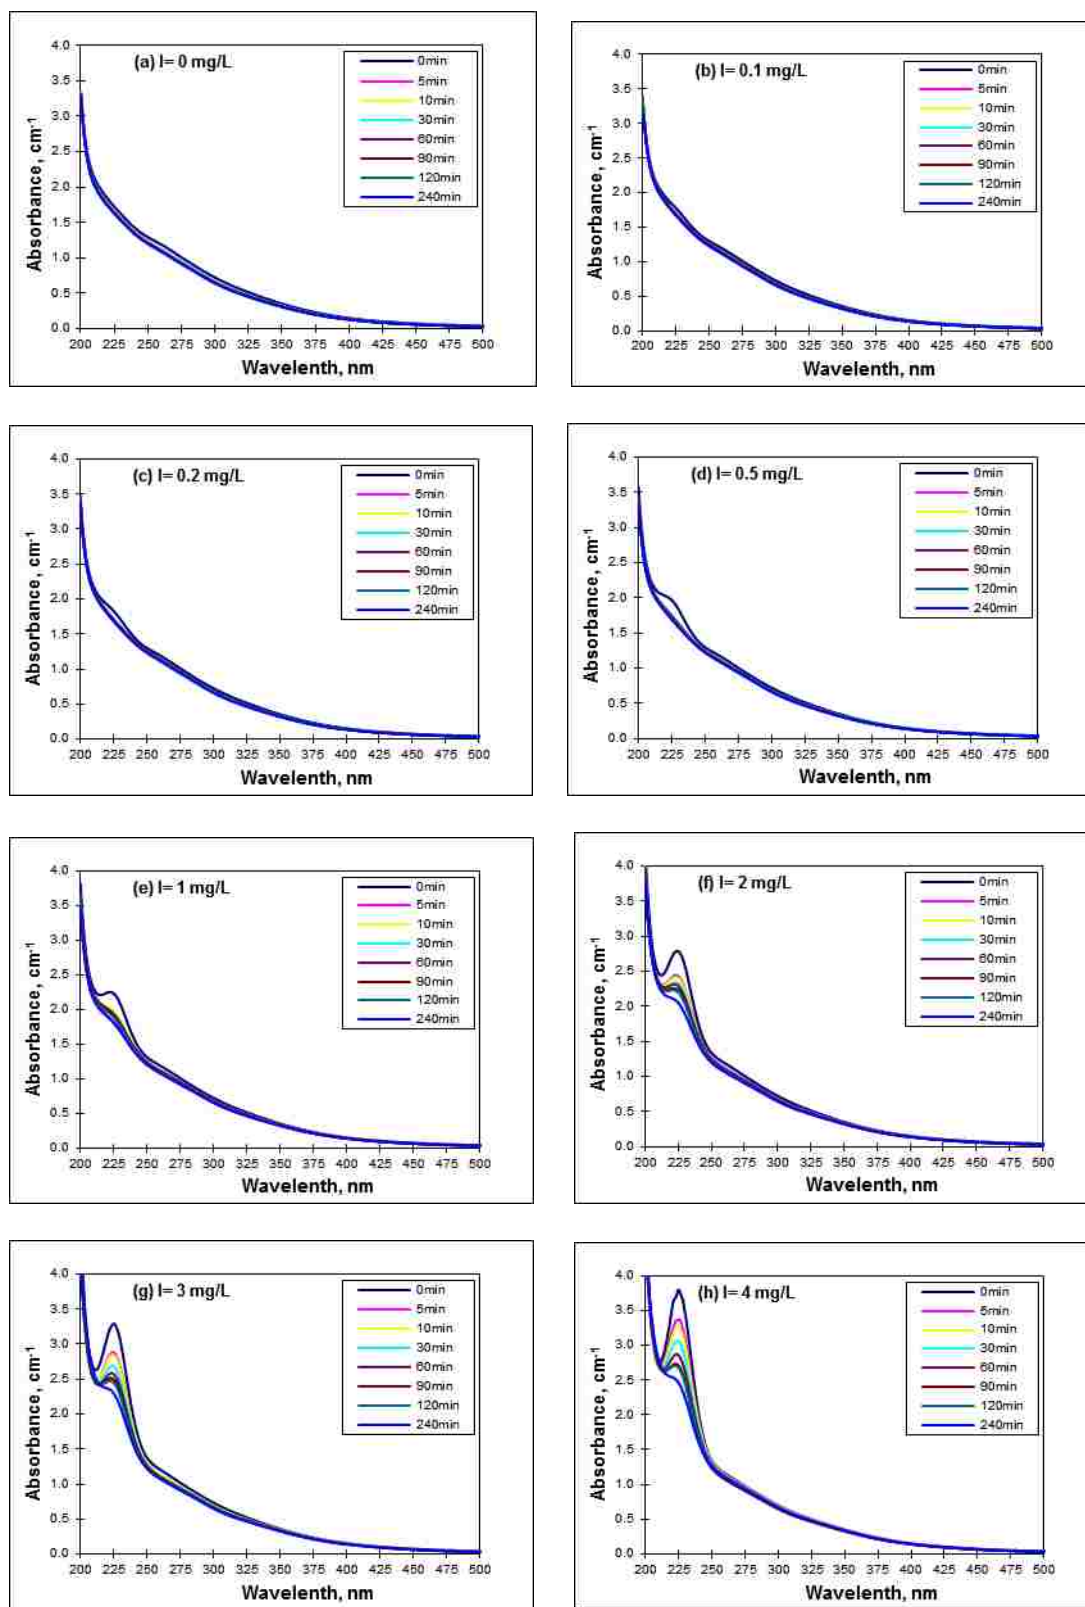 (a) I= 0 mg/L
Absorbance, cm-1
4.0
3.5
3.0
2.5
2.0
1.5
1.0
0.5
0.0
0min
5min
10min
30min
60min
90min
120min
240min
200 225 250 275 300 325 350 375 400 425 450 475 500
Wavelenth, nm
(b) I= 0.1 mg/L
Absorbance, cm-1
4.0
3.5
3.0
2.5
2.0
1.5
1.0
0.5
0.0
0min
5min
10min
30min
60min
90min
120min
240min
200 225 250 275 300 325 350 375 400 425 450 475 500
Wavelenth, nm
(c) I= 0.2 mg/L
Absorbance, cm-1
4.0
3.5
3.0
2.5
2.0
1.5
1.0
0.5
0.0
0min
5min
10min
30min
60min
90min
120min
240min
200 225 250 275 300 325 350 375 400 425 450 475 500
Wavelenth, nm
(d) I= 0.5 mg/L
Absorbance, cm-1
4.0
3.5
3.0
2.5
2.0
1.5
1.0
0.5
0.0
0min
5min
10min
30min
60min
90min
120min
240min
200 225 250 275 300 325 350 375 400 425 450 475 500
Wavelenth, nm
(e) I= 1 mg/L
Absorbance, cm-1
4.0
3.5
3.0
2.5
2.0
1.5
1.0
0.5
0.0
0min
5min
10min
30min
60min
90min
120min
240min
200 225 250 275 300 325 350 375 400 425 450 475 500
Wavelenth, nm
(f) I= 2 mg/L
Absorbance, cm-1
4.0
3.5
3.0
2.5
2.0
1.5
1.0
0.5
0.0
0min
5min
10min
30min
60min
90min
120min
240min
200 225 250 275 300 325 350 375 400 425 450 475 500
Wavelenth, nm
(g) I= 3 mg/L
Absorbance, cm-1
4.0
3.5
3.0
2.5
2.0
1.5
1.0
0.5
0.0
0min
5min
10min
30min
60min
90min
120min
240min
200 225 250 275 300 325 350 375 400 425 450 475 500
Wavelenth, nm
(h) I= 4 mg/L
Absorbance, cm-1
4.0
3.5
3.0
2.5
2.0
1.5
1.0
0.5
0.0
0min
5min
10min
30min
60min
90min
120min
240min
200 225 250 275 300 325 350 375 400 425 450 475 500
Wavelenth, nm